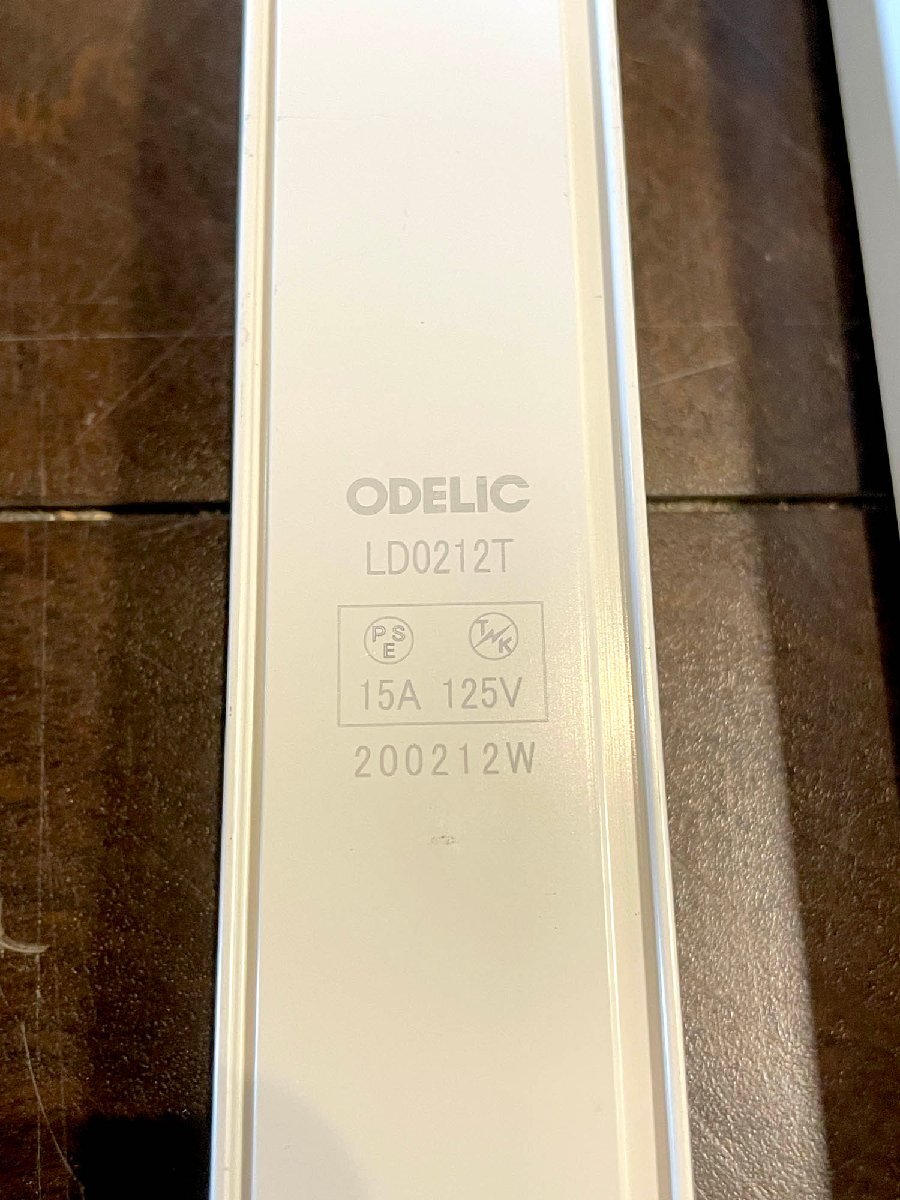 ODELIC
LD0212T
PSE TK
15A 125V
200212W